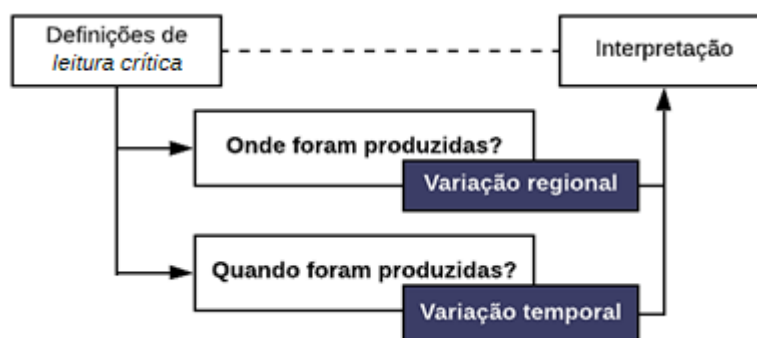 Definições de
leitura crítica
Interpretação
Onde foram produzidas?
Variação regional
Quando foram produzidas?
Variação temporal